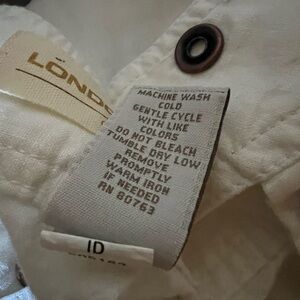 LONDO
MACHINE WASH
COLD
GENTLE CYCLE
WITH LIKE
COLORS
DO NOT BLEACH
TUMBLE DRY LOW
REMOVE
PROMPTLY
WARM IRON
IF NEEDED
RN 80763
ID